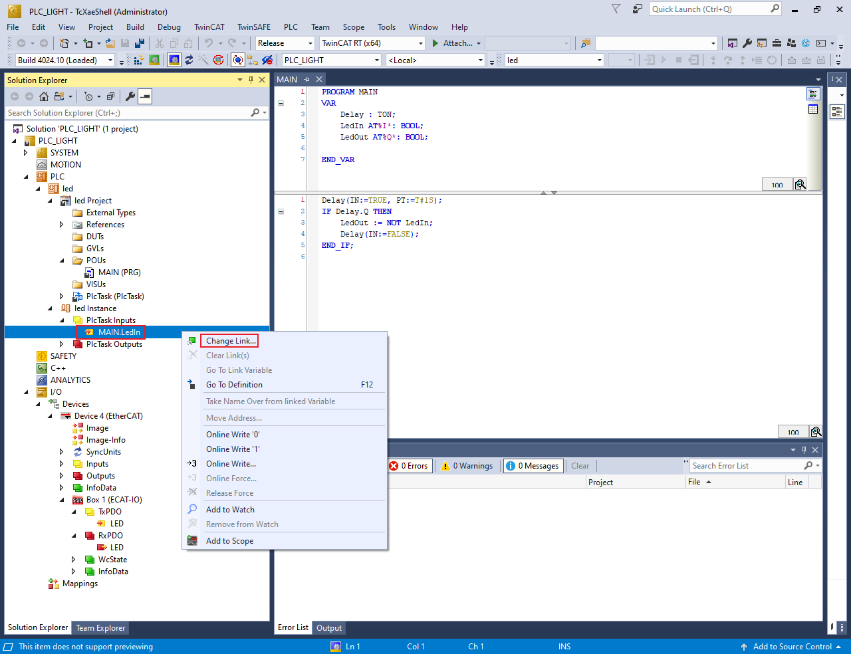 PLC_LIGHT - TcXaeShell (Administrator)
Quick Launch (Ctrl+Q)
File Edit View Project Build Debug TwinCAT TwinSAFE PLC Team Scope Tools Window Help
Release TwinCAT RT (x64) Attach...
Build 4024.10 (Loaded) PLC_LIGHT <Local> led
Solution Explorer
Search Solution Explorer (Ctrl+;)
Solution 'PLC_LIGHT' (1 project)
PLC_LIGHT
SYSTEM
MOTION
PLC
led
led Project
External Types
References
DUTs
GVLs
POUs
MAIN (PRG)
VISUs
PlcTask (PlcTask)
led Instance
PlcTask Inputs
MAIN.LedIn
PlcTask Outputs
SAFETY
C++
ANALYTICS
I/O
Devices
Device 4 (EtherCAT)
Image
Image-Info
SyncUnits
Inputs
Outputs
InfoData
Box 1 (ECAT-IO)
TxPDO
LED
RxPDO
LED
WcState
InfoData
Mappings
Solution Explorer Team Explorer
MAIN
1 PROGRAM MAIN
2 VAR
3 Delay : TON;
4 LedIn AT%I*: BOOL;
5 LedOut AT%Q*: BOOL;
6
7 END_VAR
100
1 Delay(IN:=TRUE, PT:=T#1S);
2 IF Delay.Q THEN
3 LedOut := NOT LedIn;
4 Delay(IN:=FALSE);
5 END_IF;
6
100
Change Link...
Clear Link(s)
Go To Link Variable
Go To Definition F12
Take Name Over from linked Variable
Move Address...
Online Write '0'
Online Write '1'
Online Write...
Online Force...
Release Force
Add to Watch
Remove from Watch
Add to Scope
0 Errors 0 Warnings 0 Messages Clear Search Error List
Project File Line
Error List Output
This item does not support previewing Ln 1 Col 1 Ch 1 INS Add to Source Control